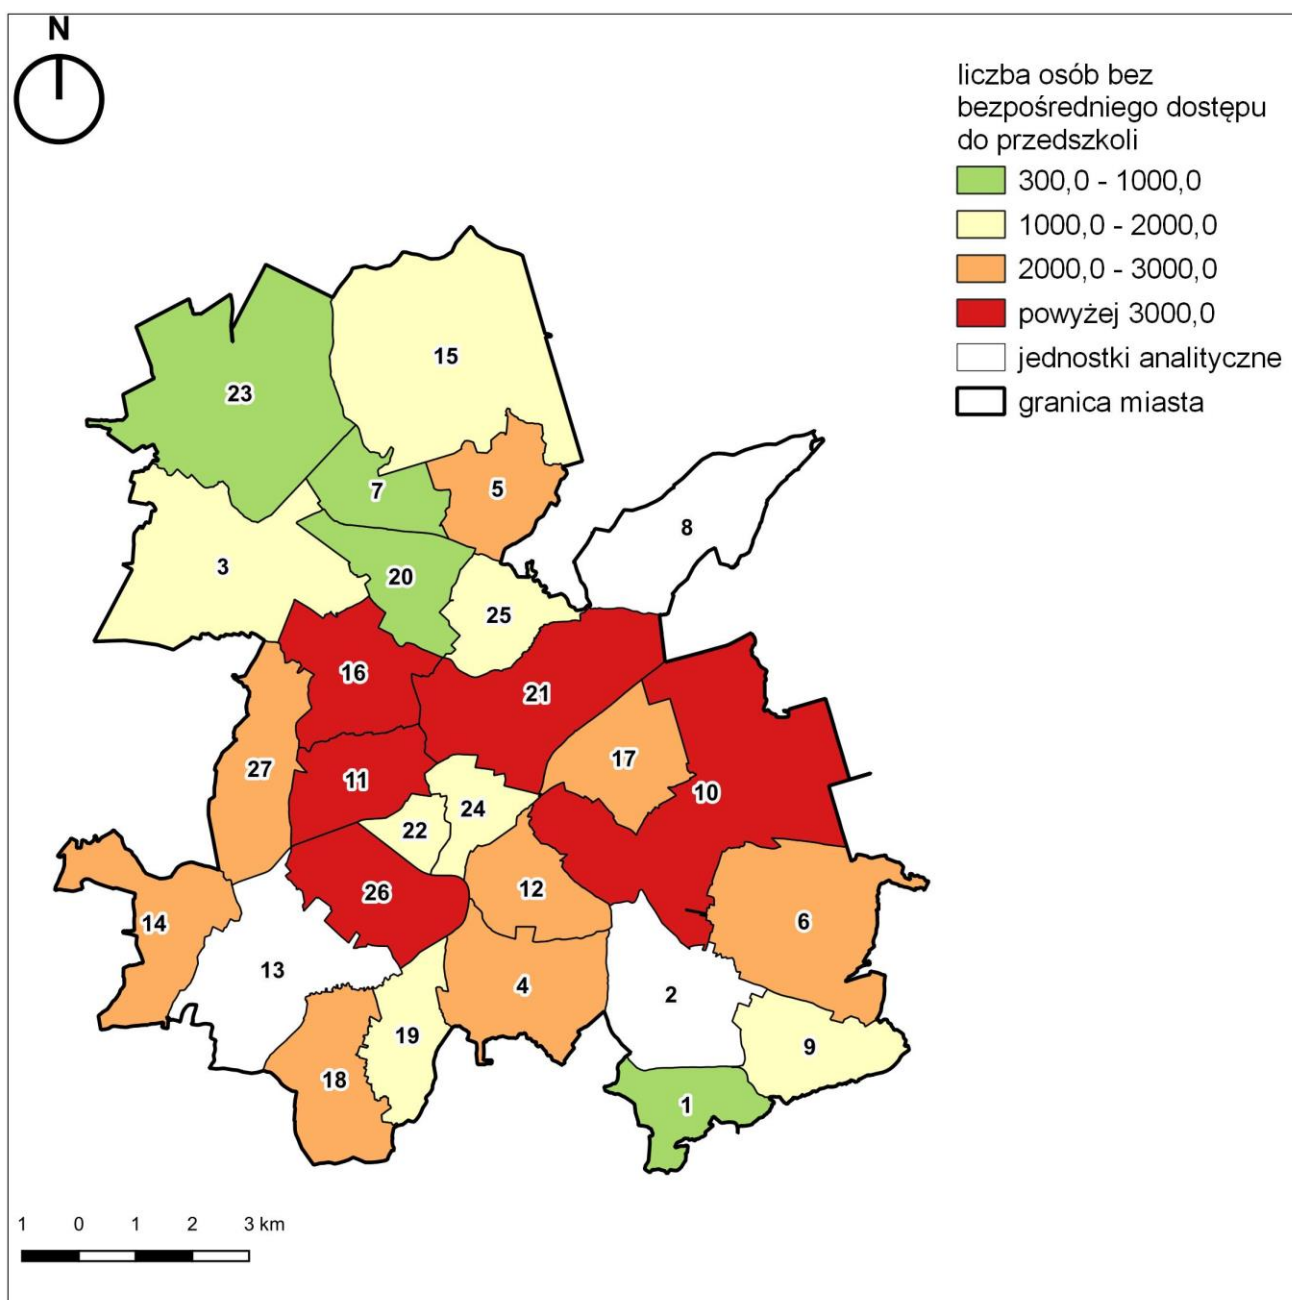 N
liczba osób bez
bezpośredniego dostępu
do przedszkoli
300,0 - 1000,0
1000,0 - 2000,0
2000,0 - 3000,0
powyżej 3000,0
jednostki analityczne
granica miasta
15
23
7
5
8
3
20
25
16
21
17
27
11
10
24
22
26
12
14
6
13
4
2
19
9
18
1
1 0 1 2 3 km